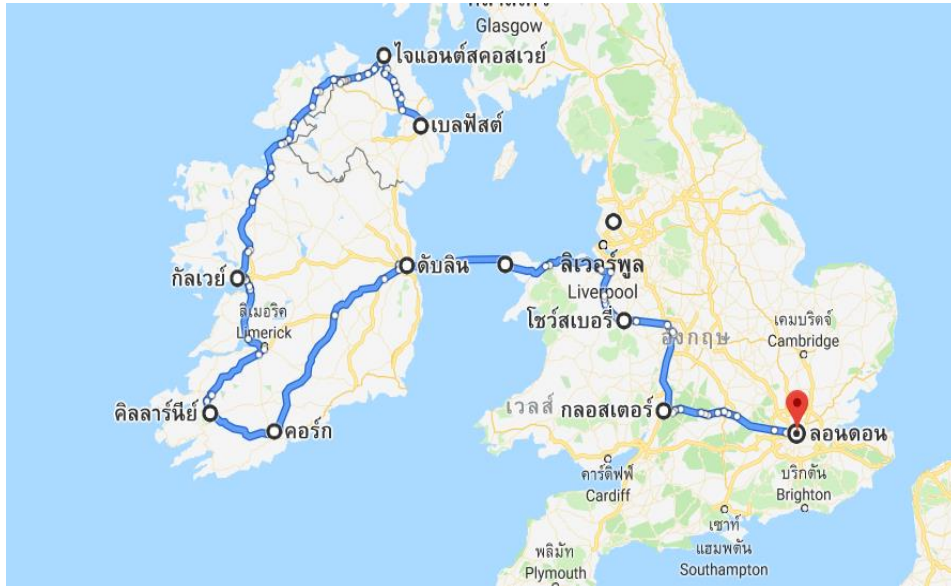 Glasgow
ไจแอนต์สคอสเวย์
เบลฟัสต์
ดับลิน
ลิเวอร์พูล
Liverpool
กัลเวย์
ลิเมอริค
Limerick
โชว์สเบอรี่
อังกฤษ
เคมบริดจ์
Cambridge
คิลลาร์นีย์
คอร์ก
เวลส์
กลอสเตอร์
ลอนดอน
คาร์ดิฟฟ์
Cardiff
บริกตัน
Brighton
เซาท์
แฮมพตัน
Southampton
พลิมัท
Plymouth